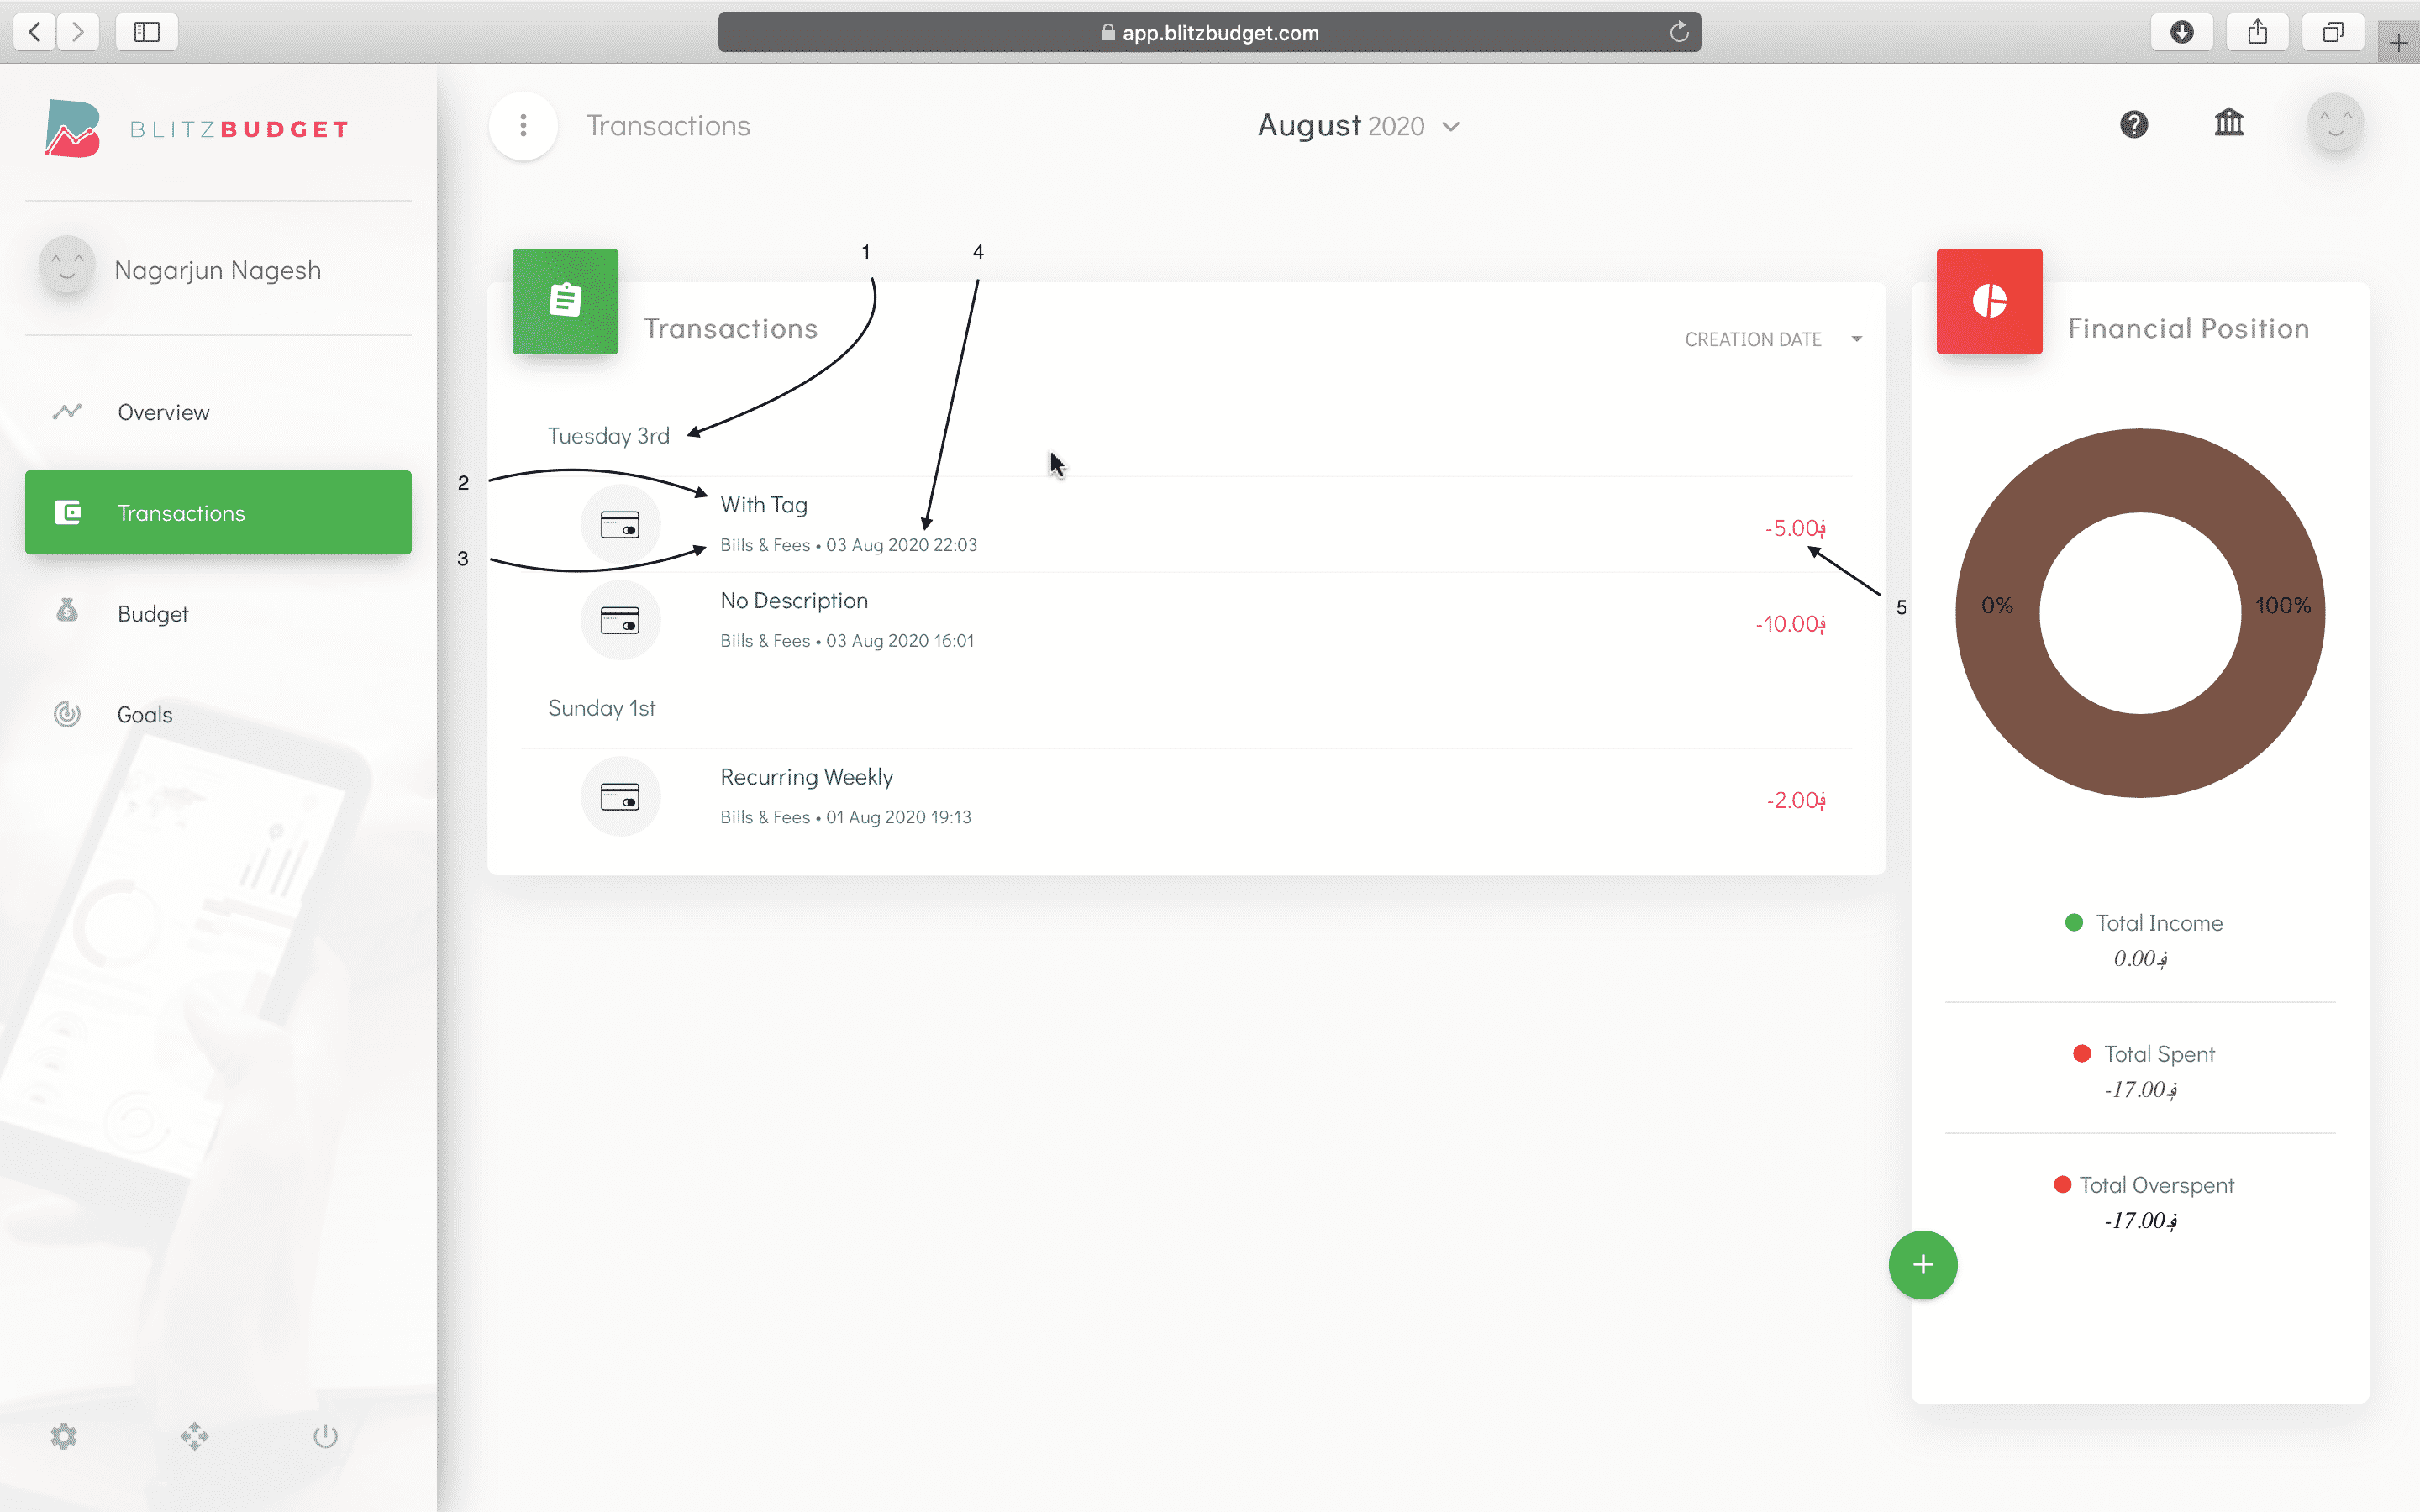 app.blitzbudget.com
BLITZBUDGET
Transactions
August 2020
Nagarjun Nagesh
Overview
Transactions
Budget
Goals
1
4
Transactions
CREATION DATE
Tuesday 3rd
2
With Tag
-5.00؋
3
Bills & Fees • 03 Aug 2020 22:03
5
No Description
-10.00؋
Bills & Fees • 03 Aug 2020 16:01
Sunday 1st
Recurring Weekly
-2.00؋
Bills & Fees • 01 Aug 2020 19:13
Financial Position
0%
100%
Total Income
0.00؋
Total Spent
-17.00؋
Total Overspent
-17.00؋